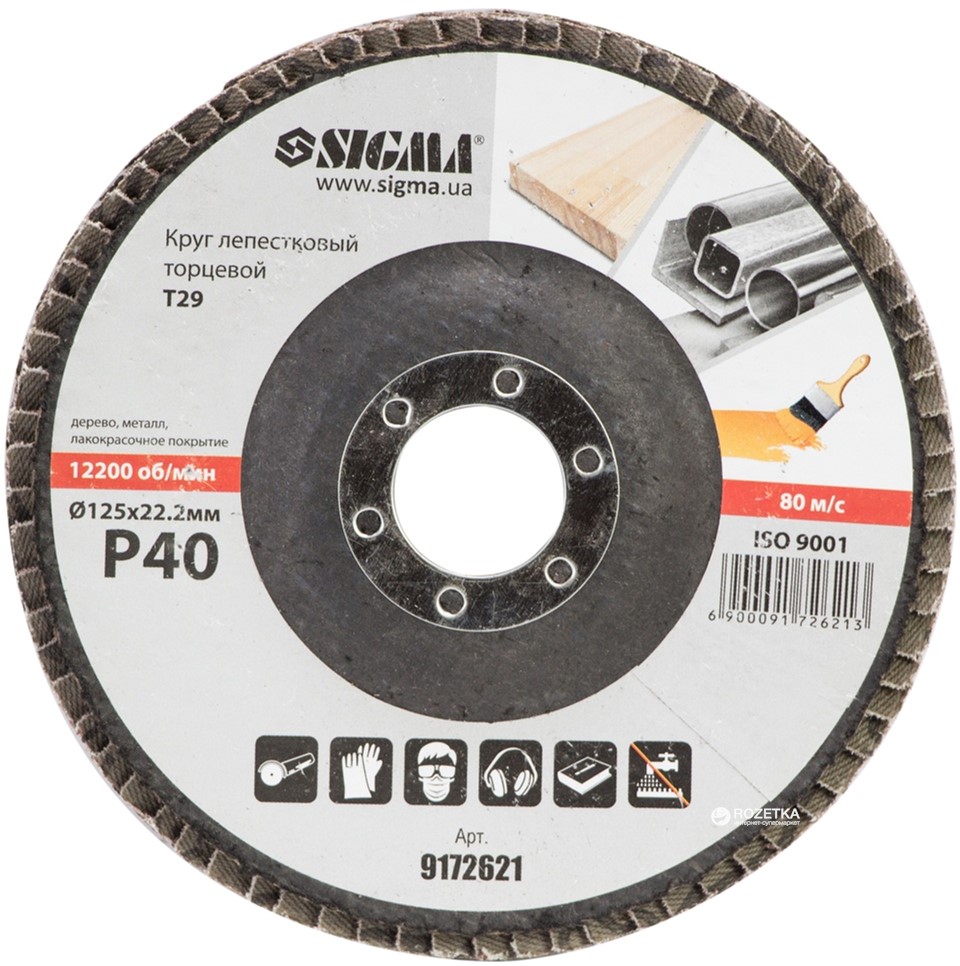 SIGMA®
www.sigma.ua
Круг лепестковый
торцевой
T29
дерево, металл,
лакокрасочное покрытие
12200 об/мин
Ø125x22.2мм
P40
80 м/с
ISO 9001
6 900091 726213
Арт.
9172621
ROZETKA
интернет-супермаркет